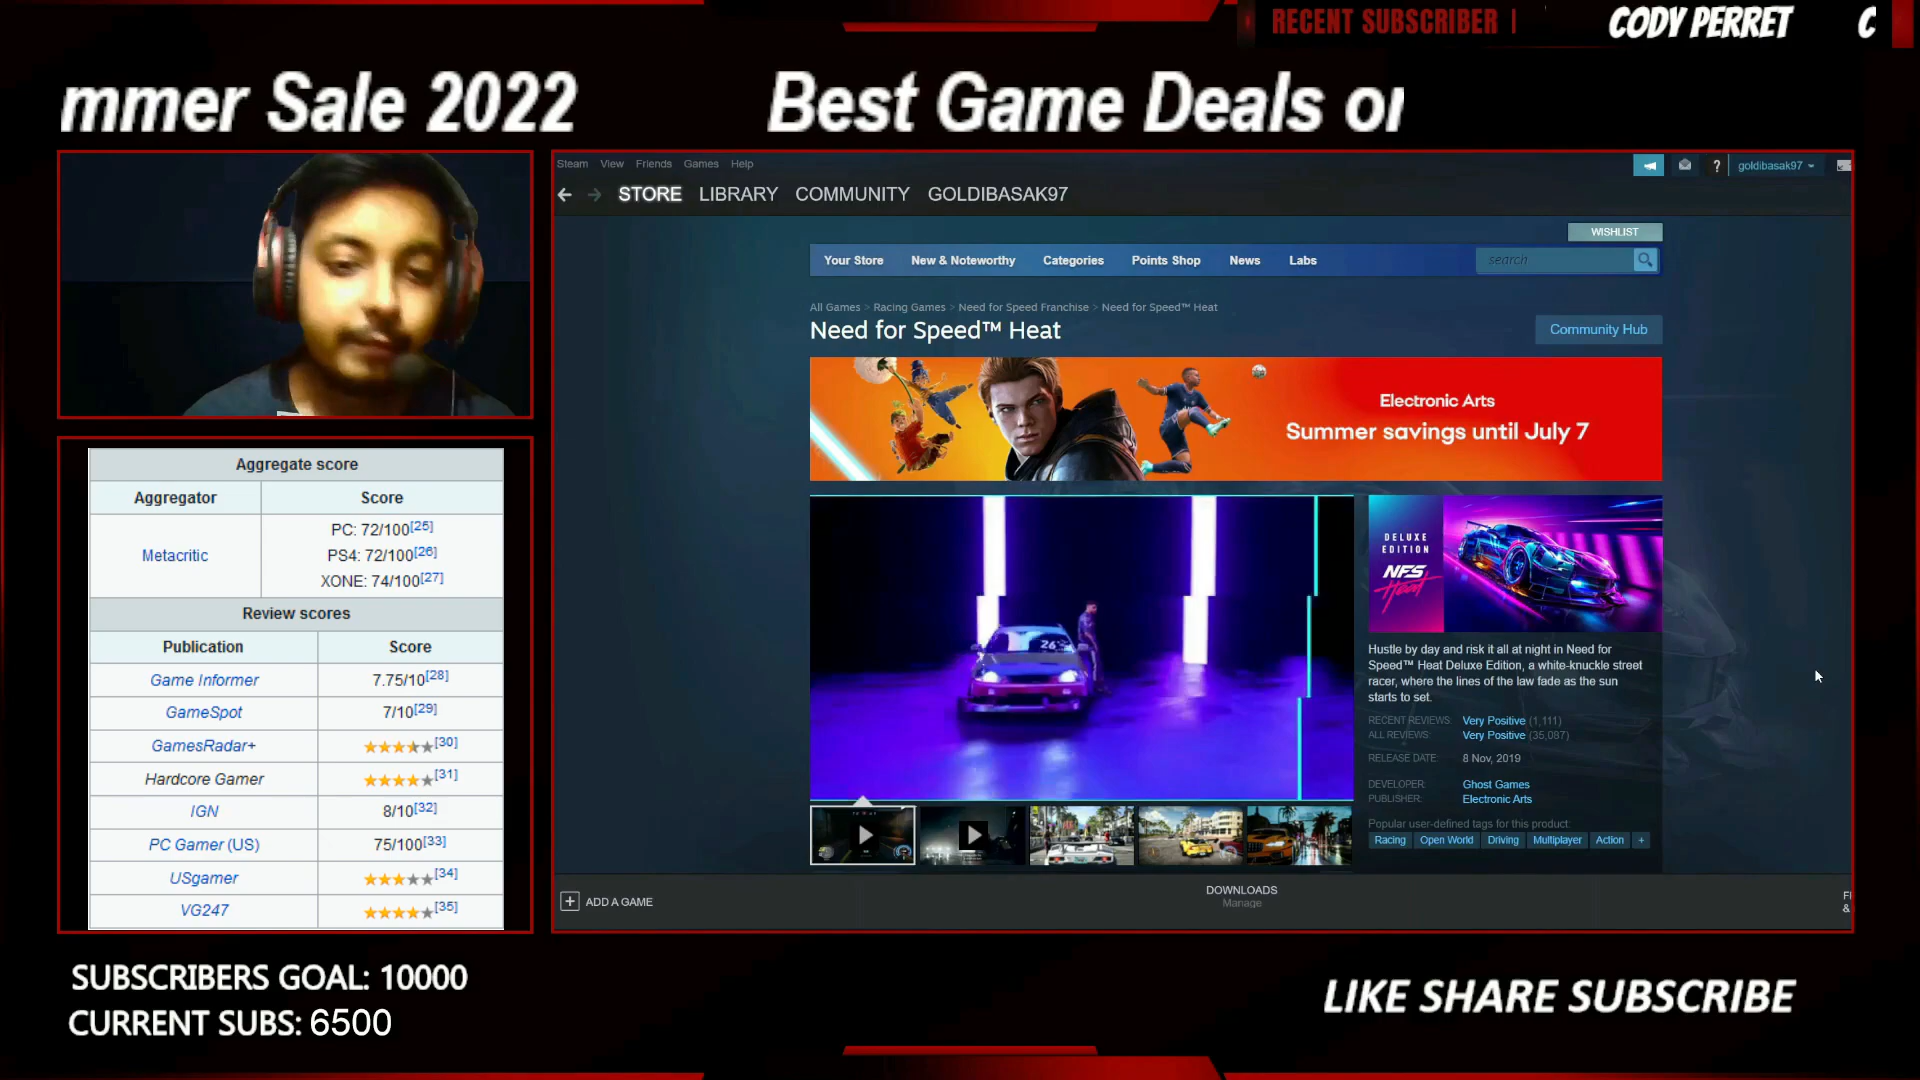 RECENT SUBSCRIBER |
CODY PERRET
C
mmer Sale 2022
Best Game Deals or
Steam View Friends Games Help
? goldibasak97
STORE LIBRARY COMMUNITY GOLDIBASAK97
WISHLIST
Your Store New & Noteworthy Categories Points Shop News Labs
search
All Games > Racing Games > Need for Speed Franchise > Need for Speed™ Heat
Need for Speed™ Heat
Community Hub
Electronic Arts
Summer savings until July 7
26
DELUXE
EDITION
NFS
Heat
Hustle by day and risk it all at night in Need for
Speed™ Heat Deluxe Edition, a white-knuckle street
racer, where the lines of the law fade as the sun
starts to set.
RECENT REVIEWS: Very Positive (1,111)
ALL REVIEWS: Very Positive (35,087)
RELEASE DATE: 8 Nov, 2019
DEVELOPER: Ghost Games
PUBLISHER: Electronic Arts
Popular user-defined tags for this product:
Racing Open World Driving Multiplayer Action +
+ ADD A GAME
DOWNLOADS
Manage
FI
&
Aggregate score
Aggregator Score
Metacritic
PC: 72/100[25]
PS4: 72/100[26]
XONE: 74/100[27]
Review scores
Publication Score
Game Informer 7.75/10[28]
GameSpot 7/10[29]
GamesRadar+ [30]
Hardcore Gamer [31]
IGN 8/10[32]
PC Gamer (US) 75/100[33]
USgamer [34]
VG247 [35]
SUBSCRIBERS GOAL: 10000
CURRENT SUBS: 6500
LIKE SHARE SUBSCRIBE